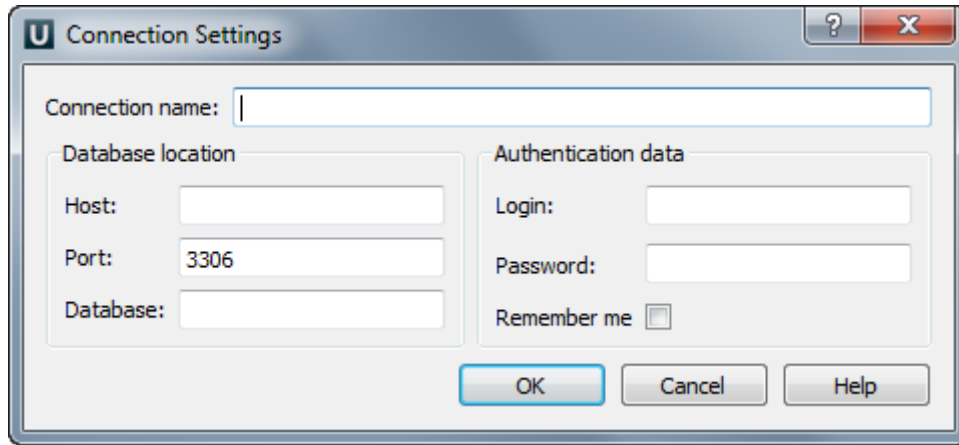 U Connection Settings ? X
Connection name:
Database location
Host:
Port: 3306
Database:
Authentication data
Login:
Password:
Remember me
OK Cancel Help